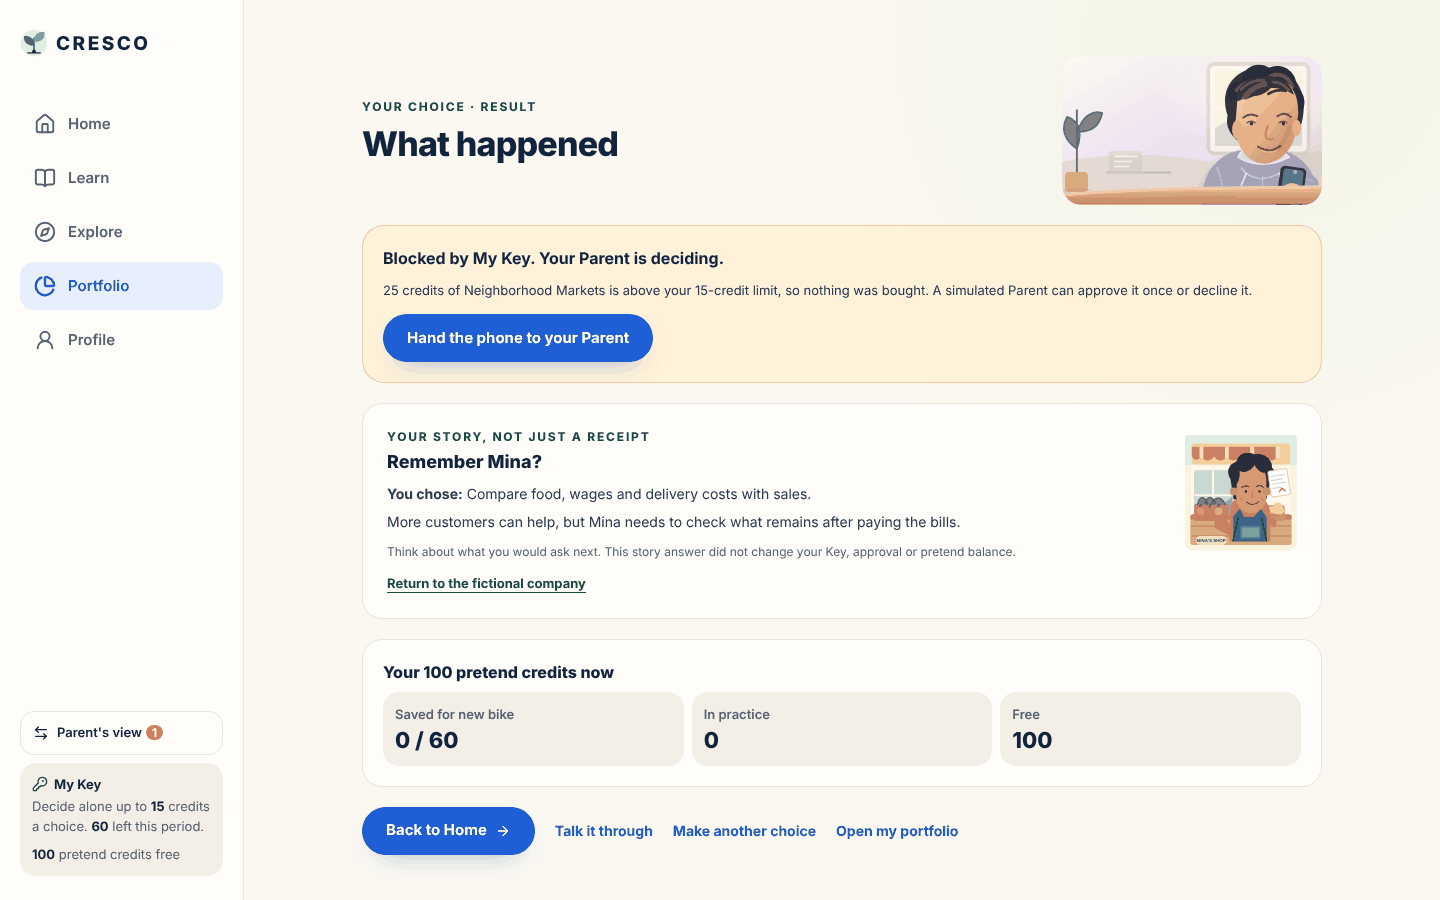 CRESCO
Home
Learn
Explore
Portfolio
Profile
Parent's view 1
My Key
Decide alone up to 15 credits
a choice. 60 left this period.
100 pretend credits free
YOUR CHOICE · RESULT
What happened
Blocked by My Key. Your Parent is deciding.
25 credits of Neighborhood Markets is above your 15-credit limit, so nothing was bought. A simulated Parent can approve it once or decline it.
Hand the phone to your Parent
YOUR STORY, NOT JUST A RECEIPT
Remember Mina?
You chose: Compare food, wages and delivery costs with sales.
More customers can help, but Mina needs to check what remains after paying the bills.
Think about what you would ask next. This story answer did not change your Key, approval or pretend balance.
Return to the fictional company
MINA'S SHOP
Your 100 pretend credits now
Saved for new bike
0 / 60
In practice
0
Free
100
Back to Home →
Talk it through
Make another choice
Open my portfolio